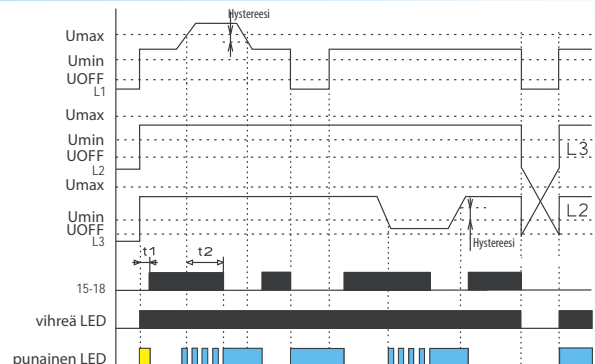 Hystereesi
Umax
Umin
UOFF
L1
Umax
Umin
UOFF
L3
L2
Umax
L2
Umin
UOFF
Hystereesi
L3
t1
t2
15-18
vihreä LED
punainen LED